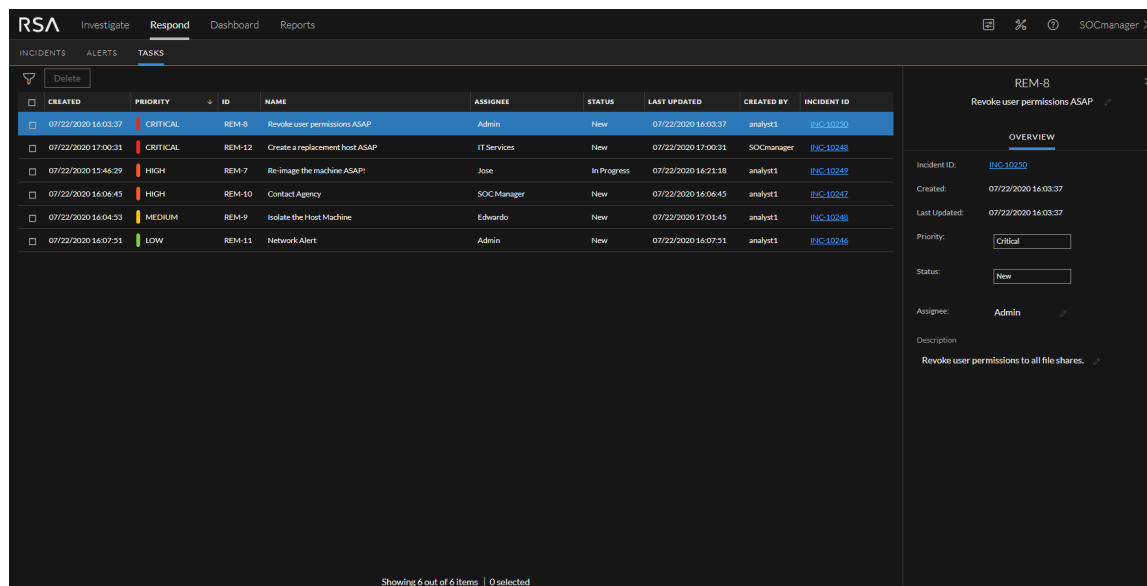 RSA Investigate Respond Dashboard Reports SOCmanager
INCIDENTS ALERTS TASKS
Delete
CREATED PRIORITY ID NAME ASSIGNEE STATUS LAST UPDATED CREATED BY INCIDENT ID
07/22/2020 16:03:37 CRITICAL REM-8 Revoke user permissions ASAP Admin New 07/22/2020 16:03:37 analyst1 INC-10250
07/22/2020 17:00:31 CRITICAL REM-12 Create a replacement host ASAP IT Services New 07/22/2020 17:00:31 SOCmanager INC-10248
07/22/2020 15:46:29 HIGH REM-7 Re-image the machine ASAP! Jose In Progress 07/22/2020 16:21:18 analyst1 INC-10249
07/22/2020 16:06:45 HIGH REM-10 Contact Agency SOC Manager New 07/22/2020 16:06:45 analyst1 INC-10247
07/22/2020 16:04:53 MEDIUM REM-9 Isolate the Host Machine Edwardo New 07/22/2020 17:01:45 analyst1 INC-10248
07/22/2020 16:07:51 LOW REM-11 Network Alert Admin New 07/22/2020 16:07:51 analyst1 INC-10246
Showing 6 out of 6 items | 0 selected
REM-8
Revoke user permissions ASAP
OVERVIEW
Incident ID: INC-10250
Created: 07/22/2020 16:03:37
Last Updated: 07/22/2020 16:03:37
Priority: Critical
Status: New
Assignee: Admin
Description
Revoke user permissions to all file shares.